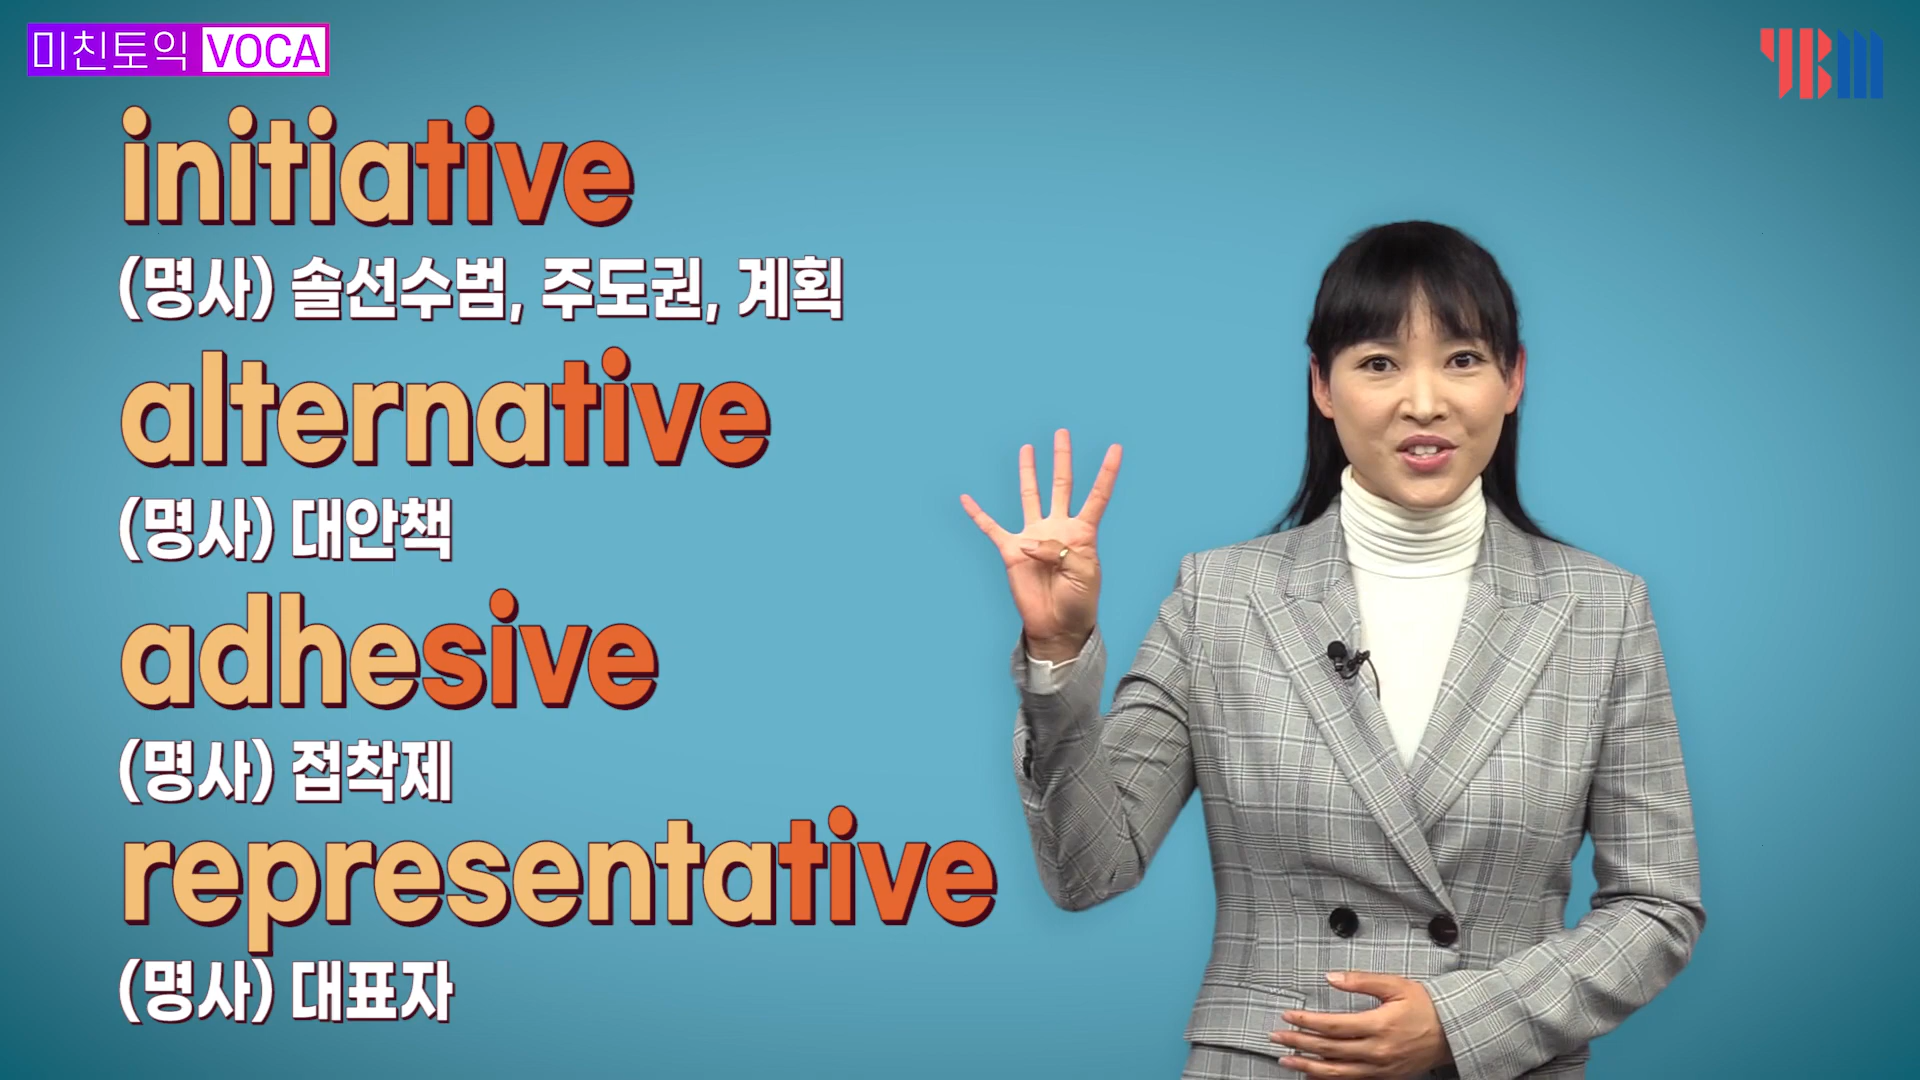 미친토익 VOCA
YBM
initiative
(명사) 솔선수범, 주도권, 계획
alternative
(명사) 대안책
adhesive
(명사) 접착제
representative
(명사) 대표자